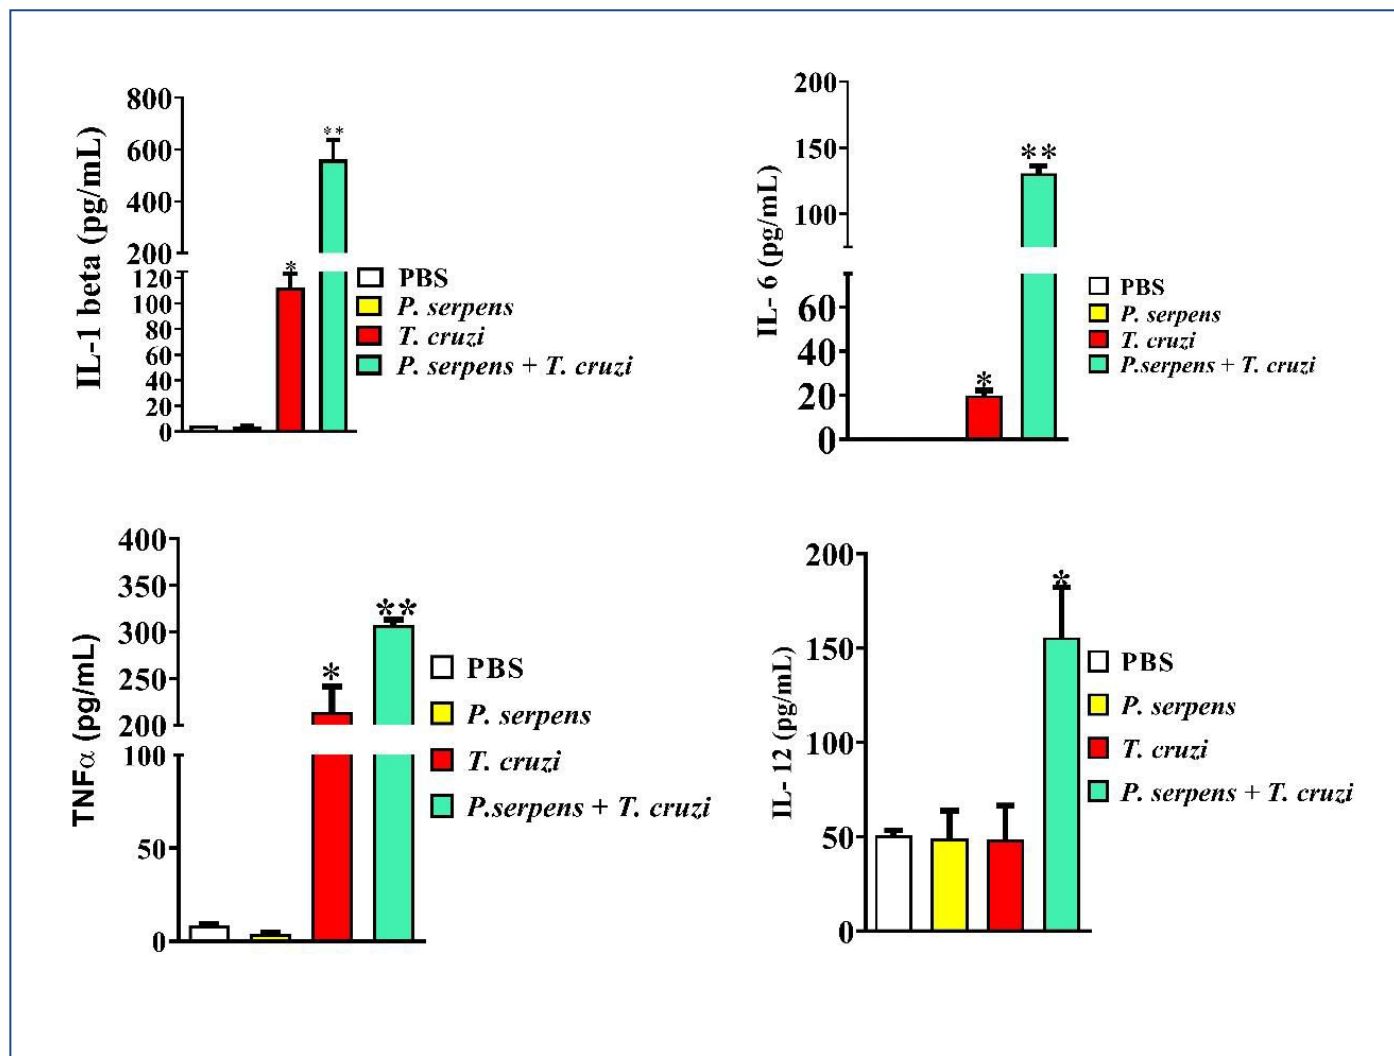 IL-1 beta (pg/mL)
800
600
400
200
120
100
80
60
40
20
0
*
**
PBS
P. serpens
T. cruzi
P. serpens + T. cruzi
IL- 6 (pg/mL)
200
150
100
60
40
20
0
*
**
PBS
P. serpens
T. cruzi
P.serpens + T. cruzi
TNFα (pg/mL)
400
350
300
250
200
100
50
0
*
**
PBS
P. serpens
T. cruzi
P.serpens + T. cruzi
IL- 12 (pg/mL)
200
150
100
50
0
*
PBS
P. serpens
T. cruzi
P. serpens + T. cruzi